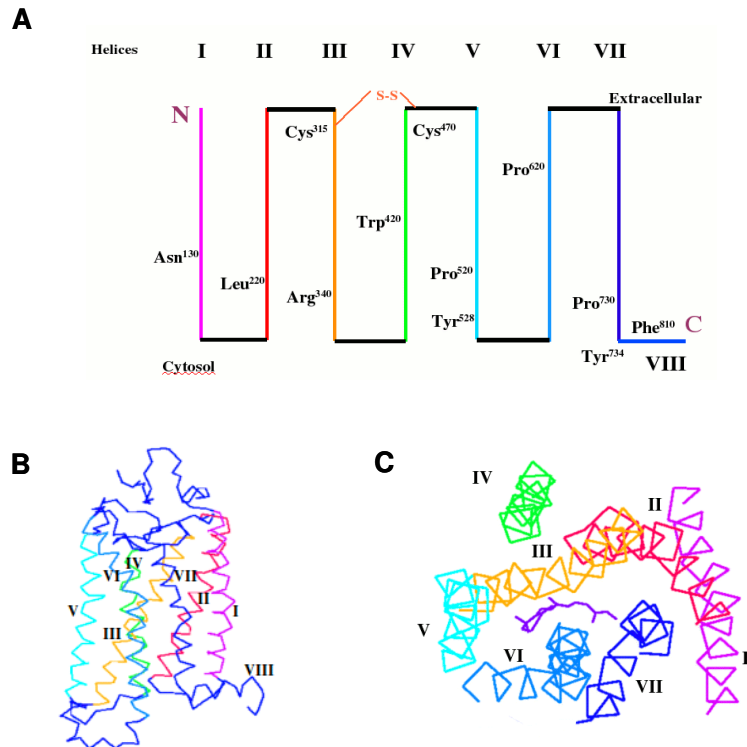 A
Helices I II III IV V VI VII
S-S
N Extracellular
Cys315 Cys470
Pro620
Trp420
Asn130
Leu220 Pro520
Arg340 Pro730
Tyr528
Phe810 C
Tyr734
Cytosol VIII
B C
IV
II
III
IV
VI VII
V II I
III
V
VI
VII
I
VIII